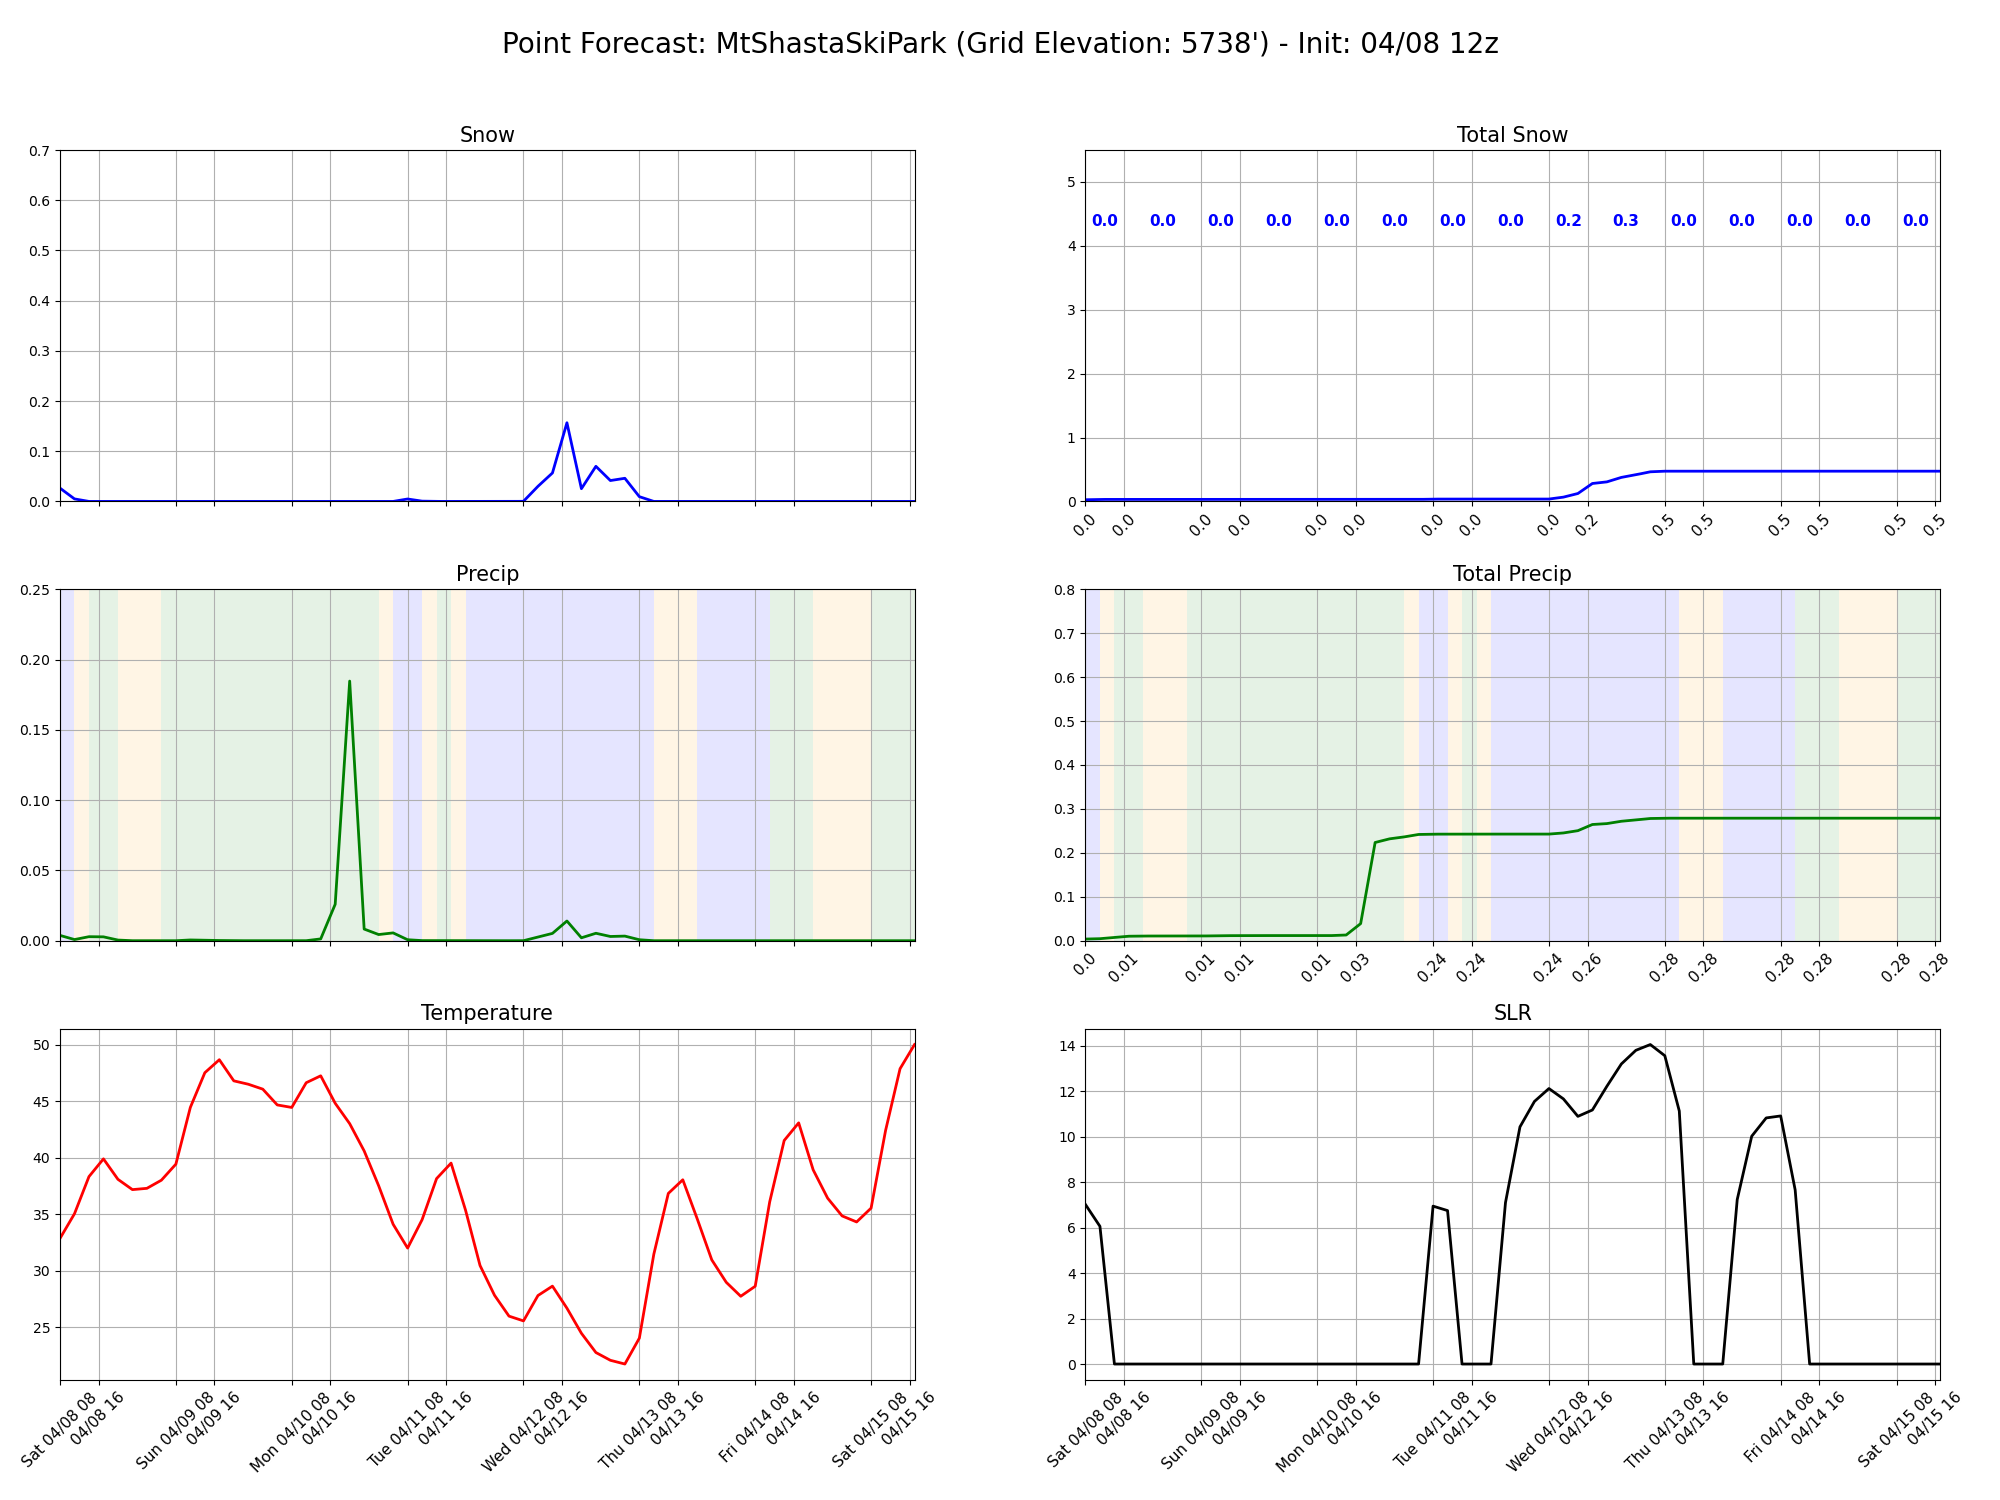 Point Forecast: MtShastaSkiPark (Grid Elevation: 5738') - Init: 04/08 12z
Snow
0.7
0.6
0.5
0.4
0.3
0.2
0.1
0.0
Total Snow
5
4
3
2
1
0
0.0 0.0 0.0 0.0 0.0 0.0 0.0 0.0 0.2 0.3 0.0 0.0 0.0 0.0 0.0
0.0 0.0 0.0 0.0 0.0 0.0 0.0 0.0 0.0 0.2 0.5 0.5 0.5 0.5 0.5 0.5
Precip
0.25
0.20
0.15
0.10
0.05
0.00
Total Precip
0.8
0.7
0.6
0.5
0.4
0.3
0.2
0.1
0.0
0.0 0.01 0.01 0.01 0.01 0.03 0.24 0.24 0.24 0.26 0.28 0.28 0.28 0.28 0.28 0.28
Temperature
50
45
40
35
30
25
Sat 04/08 08
04/08 16
Sun 04/09 08
04/09 16
Mon 04/10 08
04/10 16
Tue 04/11 08
04/11 16
Wed 04/12 08
04/12 16
Thu 04/13 08
04/13 16
Fri 04/14 08
04/14 16
Sat 04/15 08
04/15 16
SLR
14
12
10
8
6
4
2
0
Sat 04/08 08
04/08 16
Sun 04/09 08
04/09 16
Mon 04/10 08
04/10 16
Tue 04/11 08
04/11 16
Wed 04/12 08
04/12 16
Thu 04/13 08
04/13 16
Fri 04/14 08
04/14 16
Sat 04/15 08
04/15 16